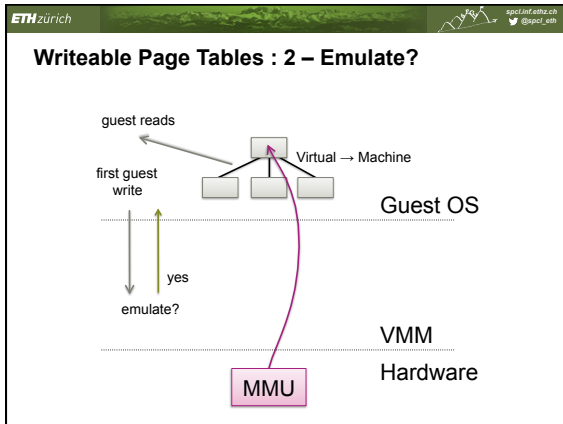 ETH zürich
spcl.inf.ethz.ch
@spcl_eth
Writeable Page Tables : 2 – Emulate?
guest reads
Virtual → Machine
first guest
write
Guest OS
yes
emulate?
VMM
Hardware
MMU